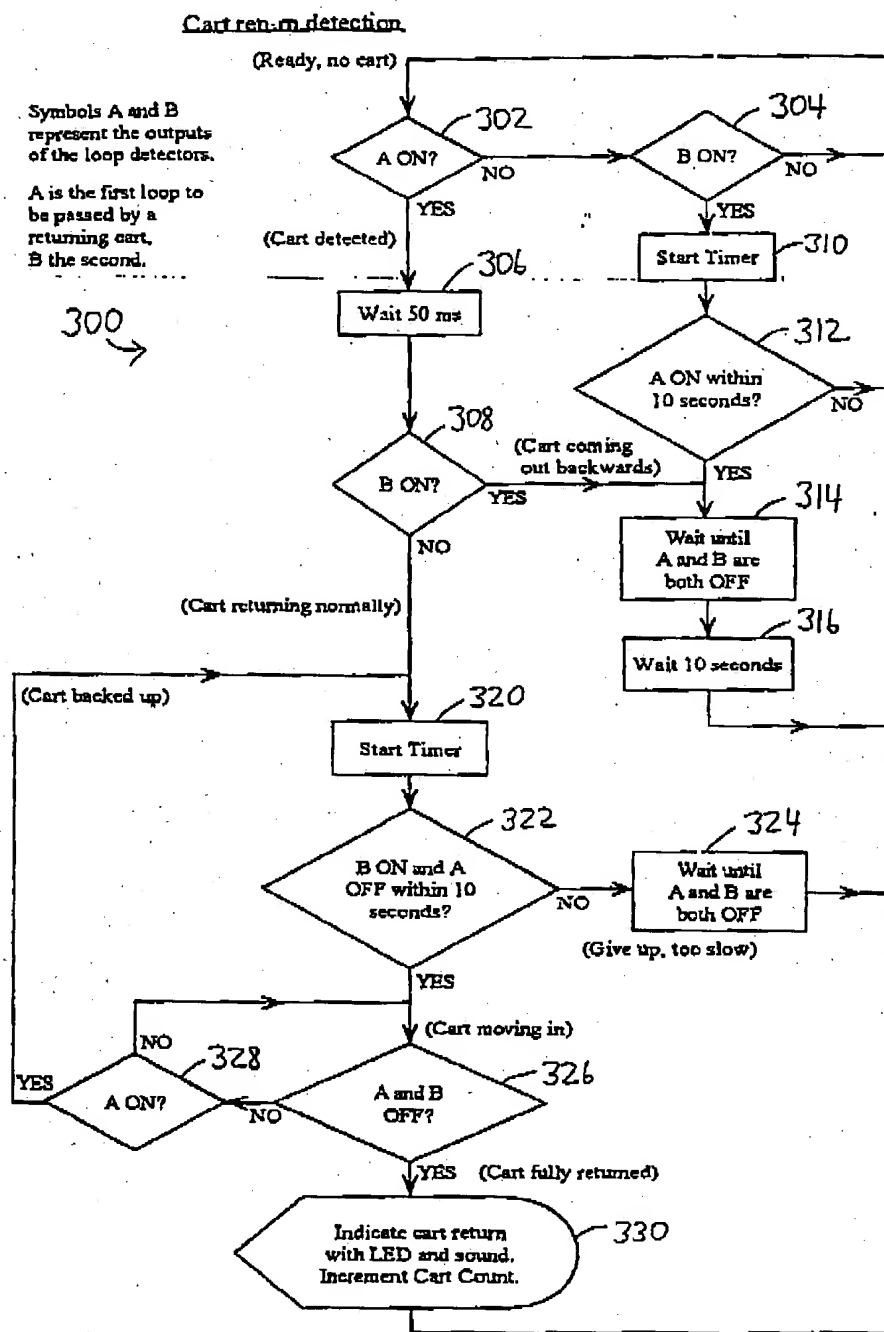 Cart return detection
(Ready, no cart)
Symbols A and B
represent the outputs
of the loop detectors.
A is the first loop to
be passed by a
returning cart,
B the second.
300
302
A ON?
NO
YES
304
B ON?
NO
YES
(Cart detected)
306
Wait 50 ms
310
Start Timer
312
A ON within
10 seconds?
NO
YES
308
B ON?
YES
NO
(Cart coming
out backwards)
314
Wait until
A and B are
both OFF
316
Wait 10 seconds
(Cart returning normally)
(Cart backed up)
320
Start Timer
322
B ON and A
OFF within 10
seconds?
NO
YES
324
Wait until
A and B are
both OFF
(Give up, too slow)
(Cart moving in)
326
A and B
OFF?
NO
YES
328
A ON?
NO
YES
(Cart fully returned)
330
Indicate cart return
with LED and sound.
Increment Cart Count.